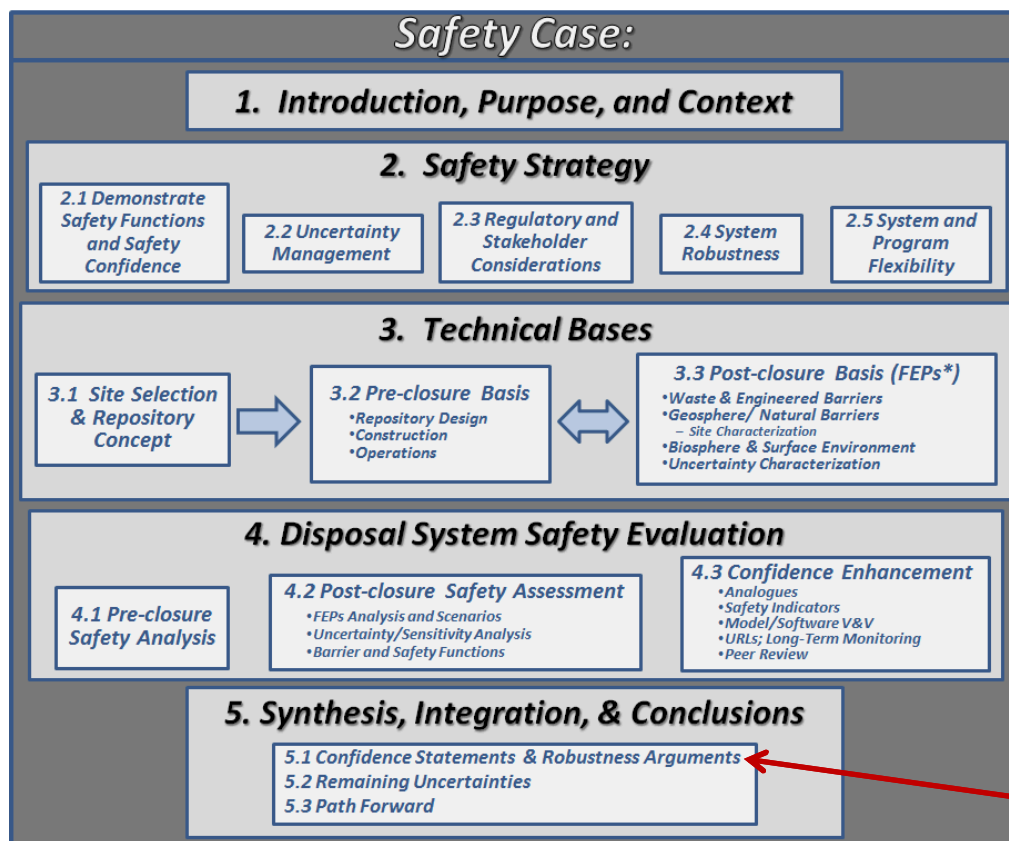 Safety Case:
1. Introduction, Purpose, and Context
2. Safety Strategy
2.1 Demonstrate
Safety Functions
and Safety
Confidence
2.2 Uncertainty
Management
2.3 Regulatory and
Stakeholder
Considerations
2.4 System
Robustness
2.5 System and
Program
Flexibility
3. Technical Bases
3.1 Site Selection
& Repository
Concept
3.2 Pre-closure Basis
•Repository Design
•Construction
•Operations
3.3 Post-closure Basis (FEPs*)
•Waste & Engineered Barriers
•Geosphere/ Natural Barriers
– Site Characterization
•Biosphere & Surface Environment
•Uncertainty Characterization
4. Disposal System Safety Evaluation
4.1 Pre-closure
Safety Analysis
4.2 Post-closure Safety Assessment
•FEPs Analysis and Scenarios
•Uncertainty/Sensitivity Analysis
•Barrier and Safety Functions
4.3 Confidence Enhancement
•Analogues
•Safety Indicators
•Model/Software V&V
•URLs; Long-Term Monitoring
•Peer Review
5. Synthesis, Integration, & Conclusions
5.1 Confidence Statements & Robustness Arguments
5.2 Remaining Uncertainties
5.3 Path Forward